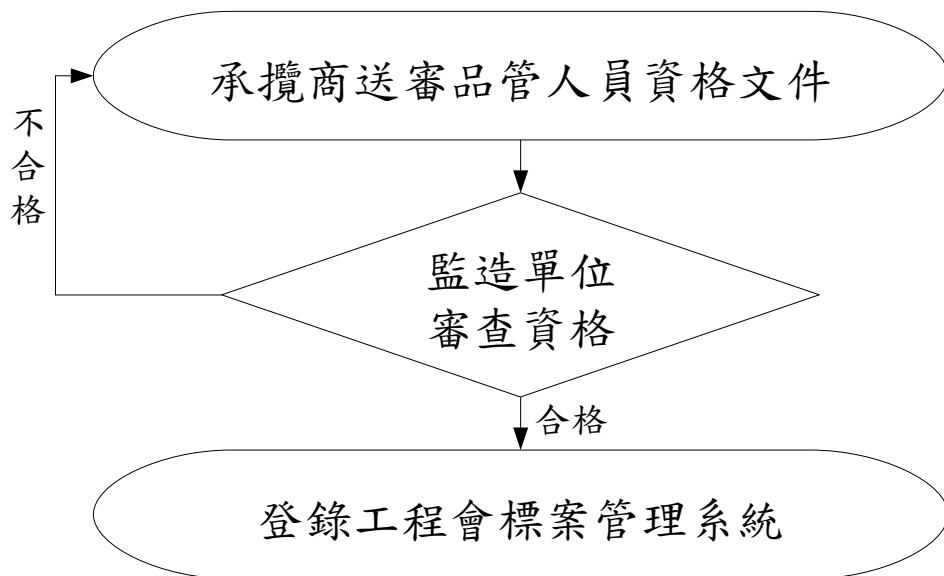 承攬商送審品管人員資格文件
不合格
監造單位
審查資格
合格
登錄工程會標案管理系統